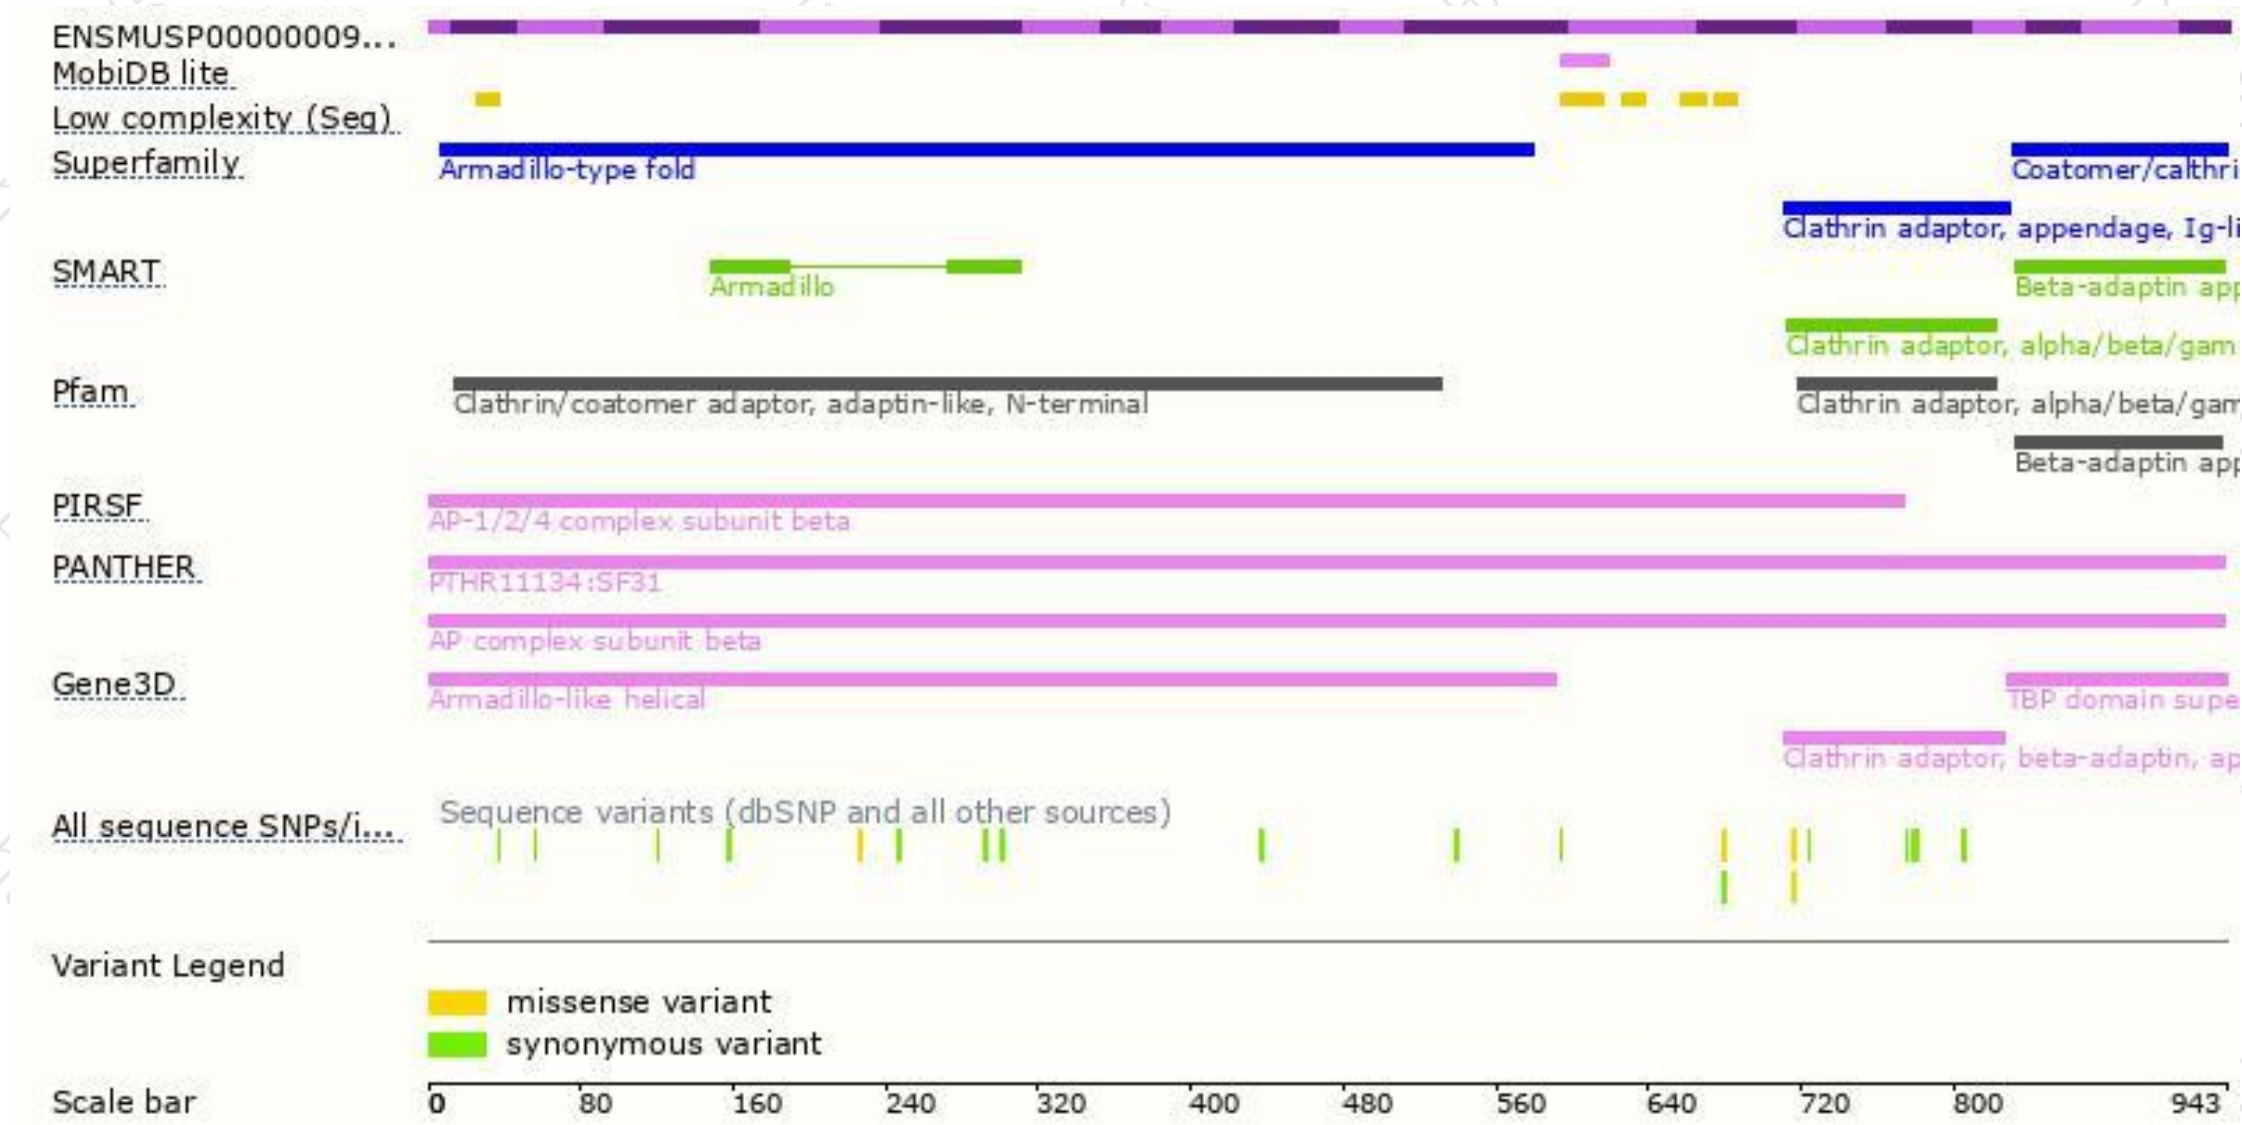 ENSMUSP00000009...
MobiDB lite
Low complexity (Seg)
Superfamily
Armadillo-type fold
Coatomer/calthri
Clathrin adaptor, appendage, Ig-li
SMART
Armadillo
Beta-adaptin app
Clathrin adaptor, alpha/beta/gam
Pfam
Clathrin/coatomer adaptor, adaptin-like, N-terminal
Clathrin adaptor, alpha/beta/gam
Beta-adaptin app
PIRSF
AP-1/2/4 complex subunit beta
PANTHER
PTHR11134:SF31
AP complex subunit beta
Gene3D
Armadillo-like helical
TBP domain supe
Clathrin adaptor, beta-adaptin, ap
Sequence variants (dbSNP and all other sources)
All sequence SNPs/i...
Variant Legend
missense variant
synonymous variant
Scale bar 0 80 160 240 320 400 480 560 640 720 800 943